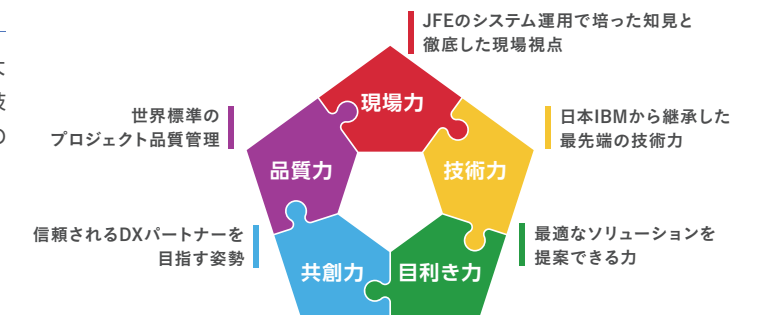 JFEのシステム運用で培った知見と
徹底した現場視点
現場力
世界標準の
プロジェクト品質管理
日本IBMから継承した
最先端の技術力
品質力
技術力
信頼されるDXパートナーを
目指す姿勢
最適なソリューションを
提案できる力
共創力
目利き力